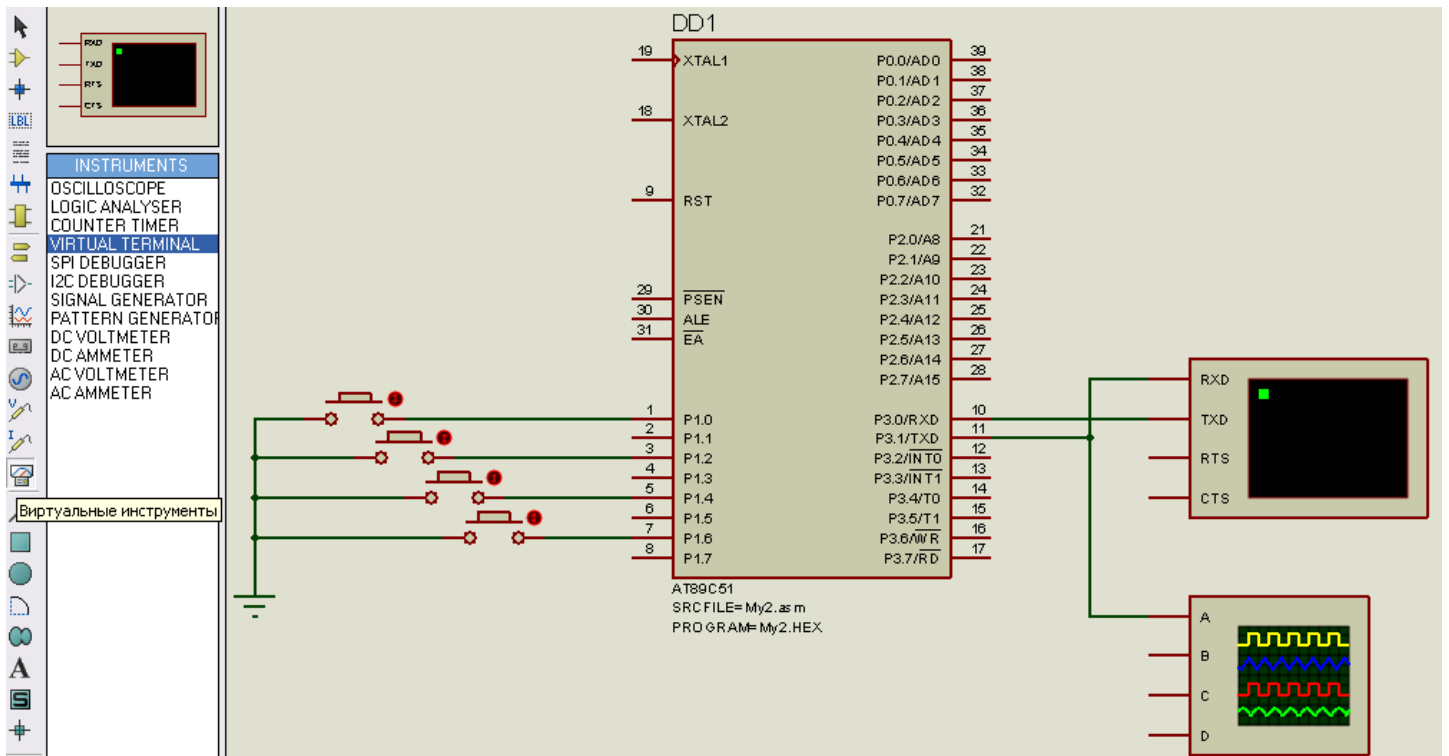 RXD
TXD
RTS
CTS
LBL
INSTRUMENTS
OSCILLOSCOPE
LOGIC ANALYSER
COUNTER TIMER
VIRTUAL TERMINAL
SPI DEBUGGER
I2C DEBUGGER
SIGNAL GENERATOR
PATTERN GENERATOR
DC VOLTMETER
DC AMMETER
AC VOLTMETER
AC AMMETER
V
I
Виртуальные инструменты
A
S
DD1
19 XTAL1
18 XTAL2
9 RST
29 PSEN
30 ALE
31 EA
1 P1.0
2 P1.1
3 P1.2
4 P1.3
5 P1.4
6 P1.5
7 P1.6
8 P1.7
P0.0/AD0 39
P0.1/AD1 38
P0.2/AD2 37
P0.3/AD3 36
P0.4/AD4 35
P0.5/AD5 34
P0.6/AD6 33
P0.7/AD7 32
P2.0/A8 21
P2.1/A9 22
P2.2/A10 23
P2.3/A11 24
P2.4/A12 25
P2.5/A13 26
P2.6/A14 27
P2.7/A15 28
P3.0/RXD 10
P3.1/TXD 11
P3.2/INT0 12
P3.3/INT1 13
P3.4/T0 14
P3.5/T1 15
P3.6/WR 16
P3.7/RD 17
AT89C51
SRCFILE=My2.asm
PROGRAM=My2.HEX
RXD
TXD
RTS
CTS
A
B
C
D